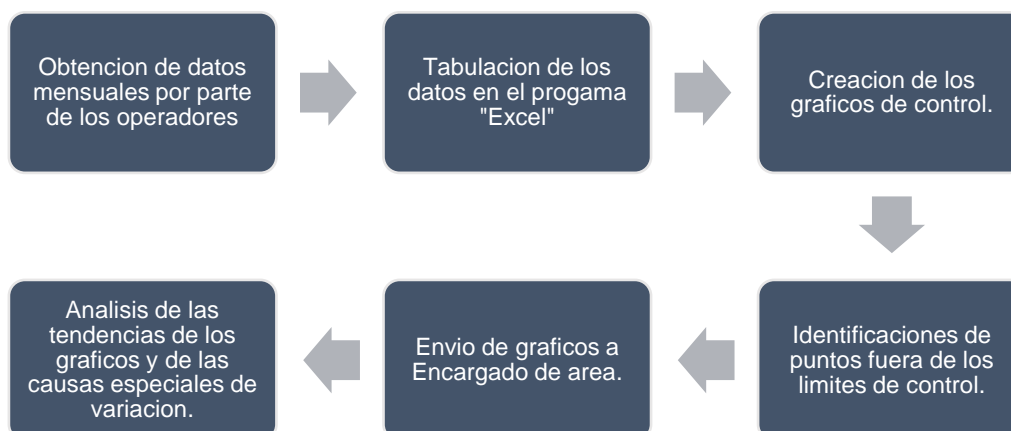 Obtencion de datos
mensuales por parte
de los operadores
Tabulacion de los
datos en el progama
"Excel"
Creacion de los
graficos de control.
Identificaciones de
puntos fuera de los
limites de control.
Envio de graficos a
Encargado de area.
Analisis de las
tendencias de los
graficos y de las
causas especiales de
variacion.